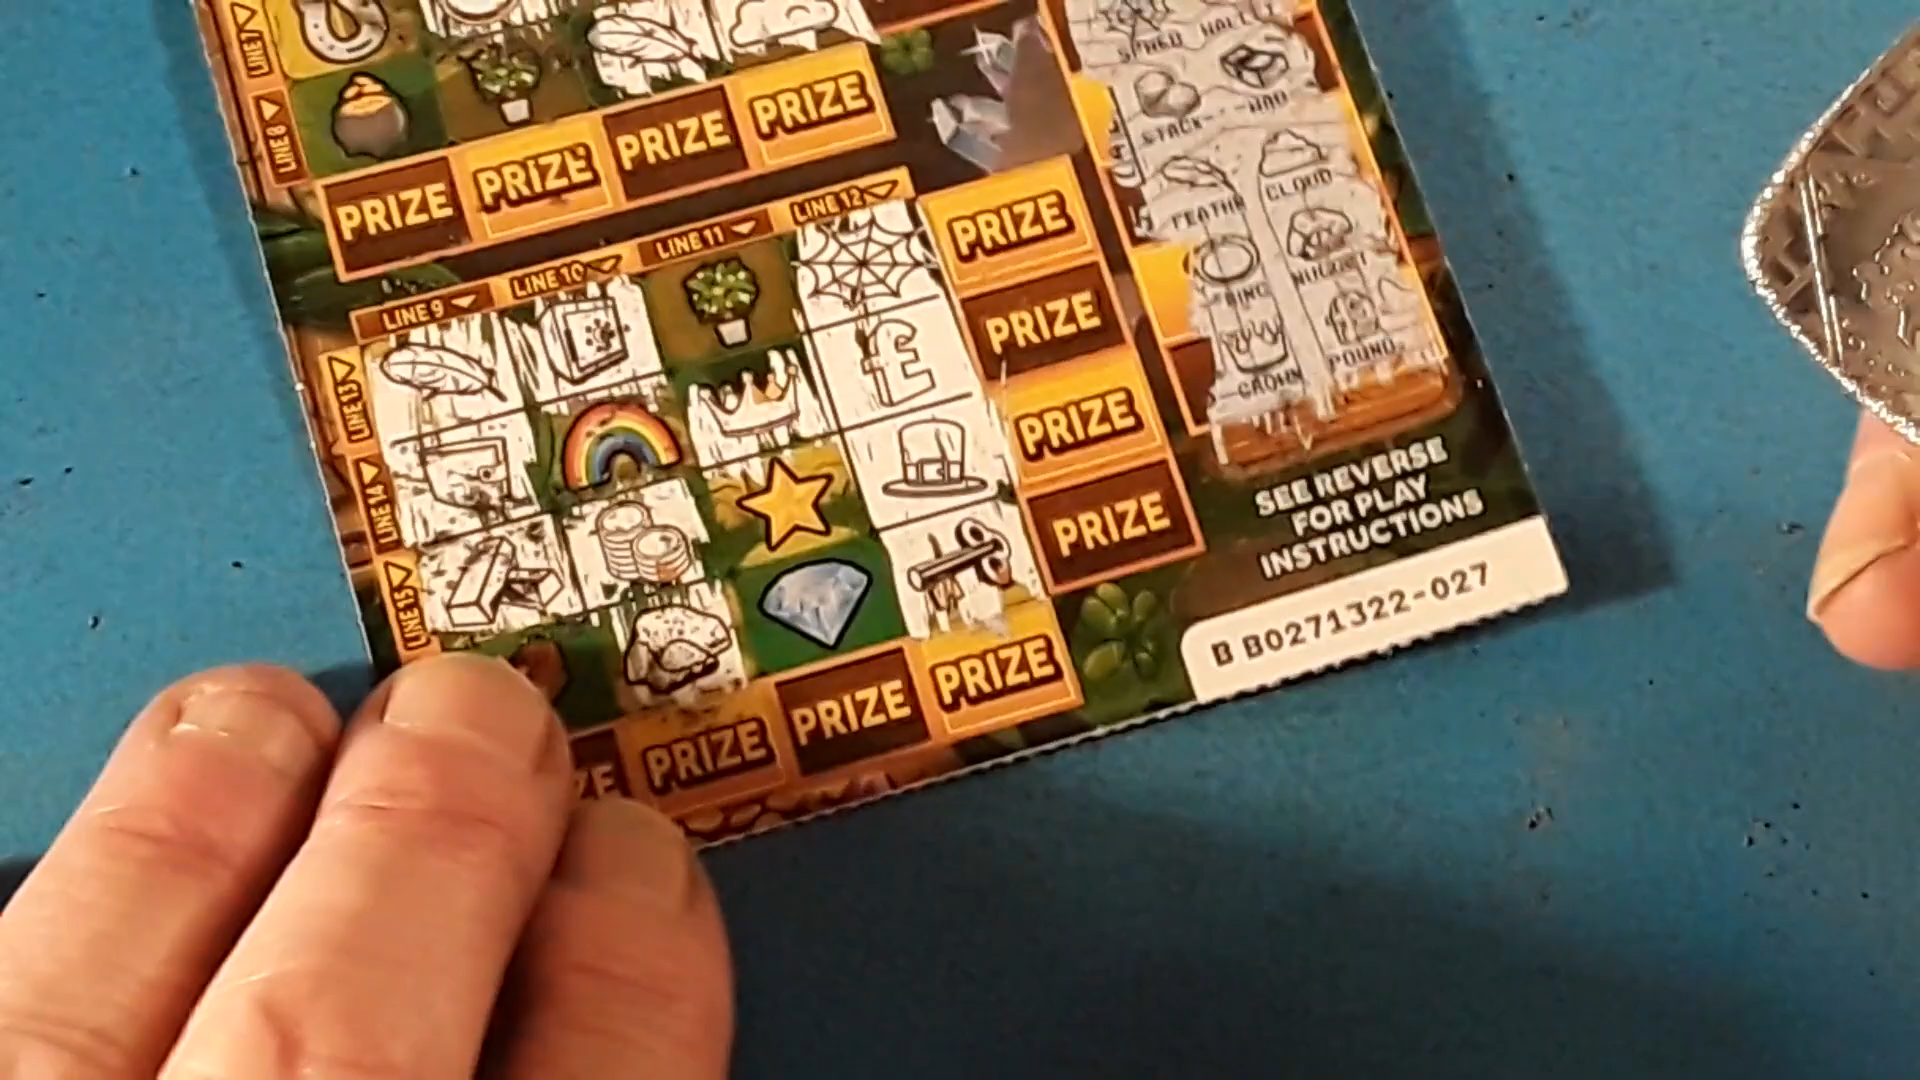 LINE 7
LINE 8
PRIZE PRIZE PRIZE PRIZE
LINE 9 LINE 10 LINE 11 LINE 12
LINE 13
LINE 14
LINE 15
PRIZE
PRIZE
PRIZE
PRIZE
ZE PRIZE PRIZE PRIZE
STACK
CLOUD
FEATHR
RING
NUGGET
CROWN
POUND
SEE REVERSE
FOR PLAY
INSTRUCTIONS
B B0271322-027